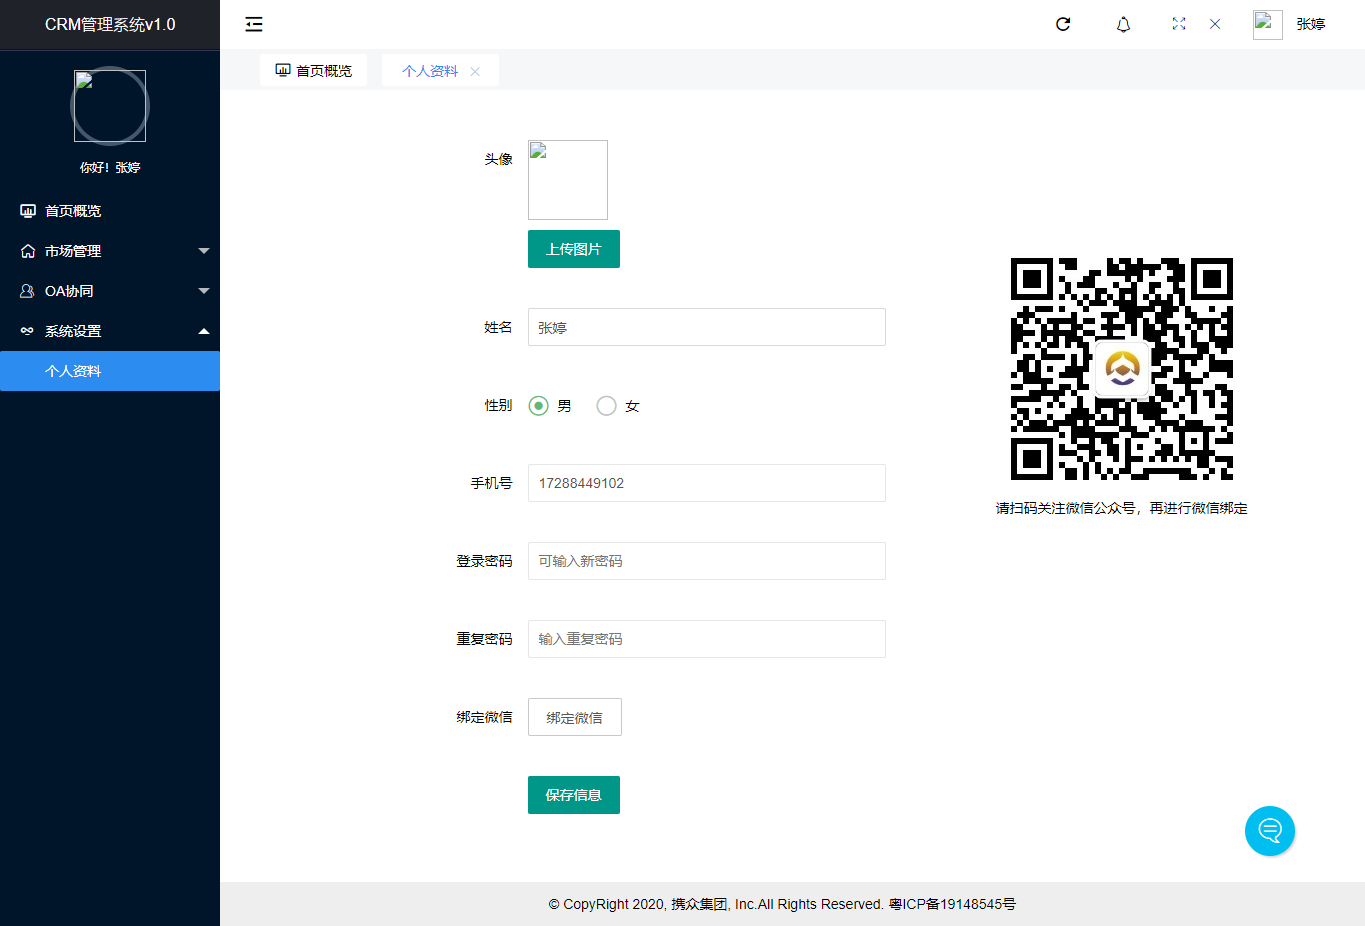 CRM管理系统v1.0
张婷
首页概览
个人资料
你好！张婷
首页概览
市场管理
OA协同
系统设置
个人资料
头像
上传图片
姓名 张婷
性别 男 女
手机号 17288449102
登录密码 可输入新密码
重复密码 输入重复密码
绑定微信 绑定微信
保存信息
请扫码关注微信公众号，再进行微信绑定
© CopyRight 2020, 携众集团, Inc.All Rights Reserved. 粤ICP备19148545号